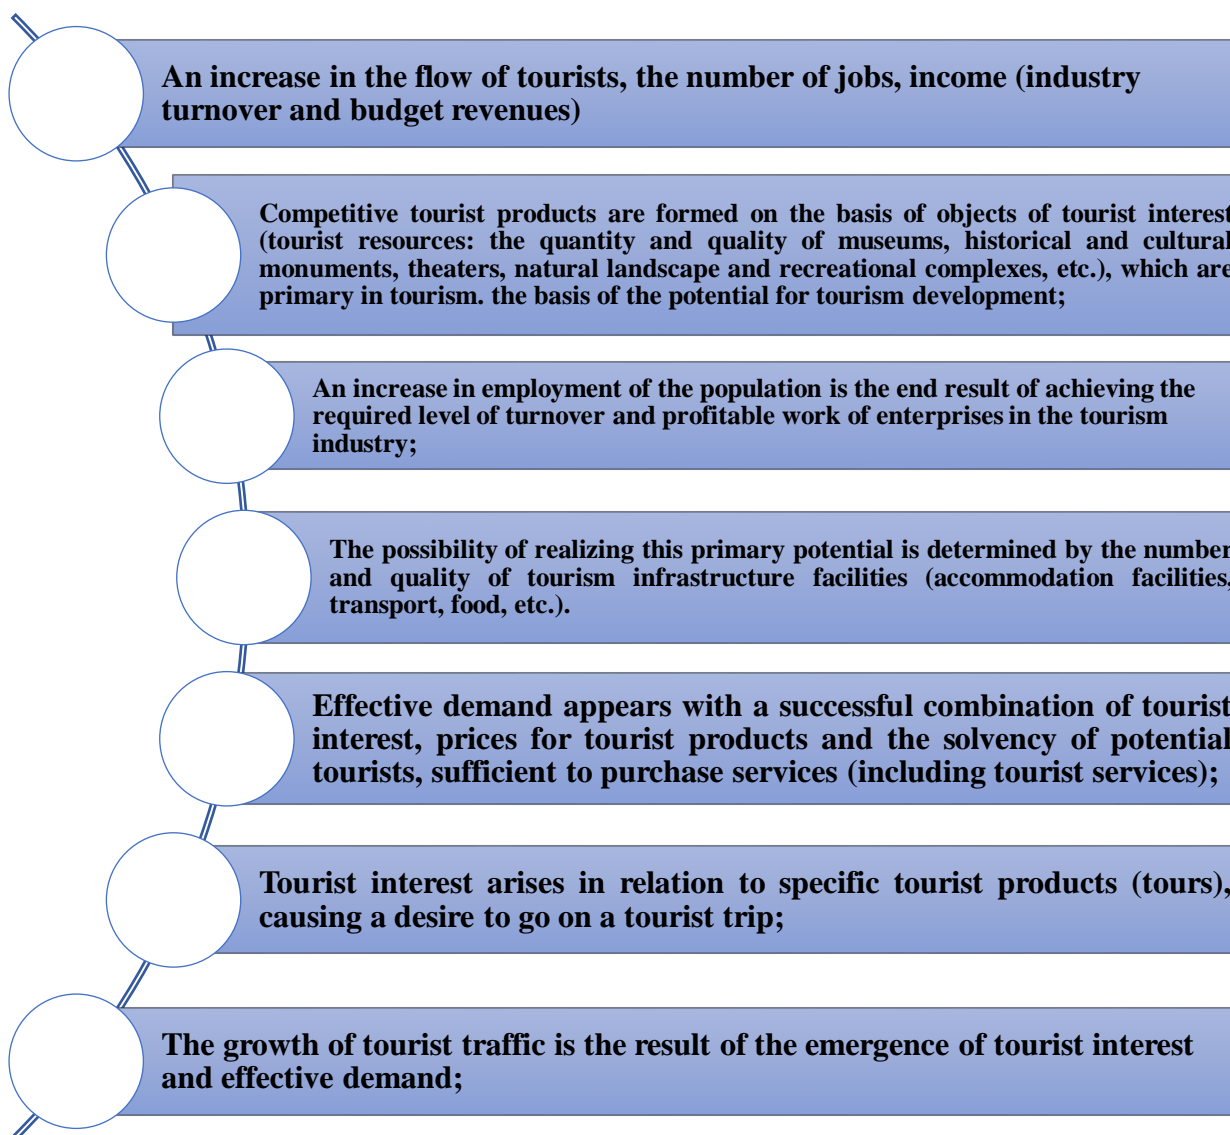 An increase in the flow of tourists, the number of jobs, income (industry
turnover and budget revenues)
Competitive tourist products are formed on the basis of objects of tourist interest
(tourist resources: the quantity and quality of museums, historical and cultural
monuments, theaters, natural landscape and recreational complexes, etc.), which are
primary in tourism. the basis of the potential for tourism development;
An increase in employment of the population is the end result of achieving the
required level of turnover and profitable work of enterprises in the tourism
industry;
The possibility of realizing this primary potential is determined by the number
and quality of tourism infrastructure facilities (accommodation facilities,
transport, food, etc.).
Effective demand appears with a successful combination of tourist
interest, prices for tourist products and the solvency of potential
tourists, sufficient to purchase services (including tourist services);
Tourist interest arises in relation to specific tourist products (tours),
causing a desire to go on a tourist trip;
The growth of tourist traffic is the result of the emergence of tourist interest
and effective demand;